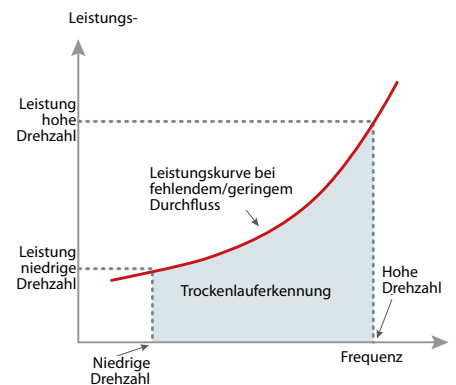 Leistungs-
Leistung
hohe
Drehzahl
Leistungskurve bei
fehlendem/geringem
Durchfluss
Leistung
niedrige
Drehzahl
Trockenlauferkennung
Hohe
Drehzahl
Niedrige
Drehzahl
Frequenz